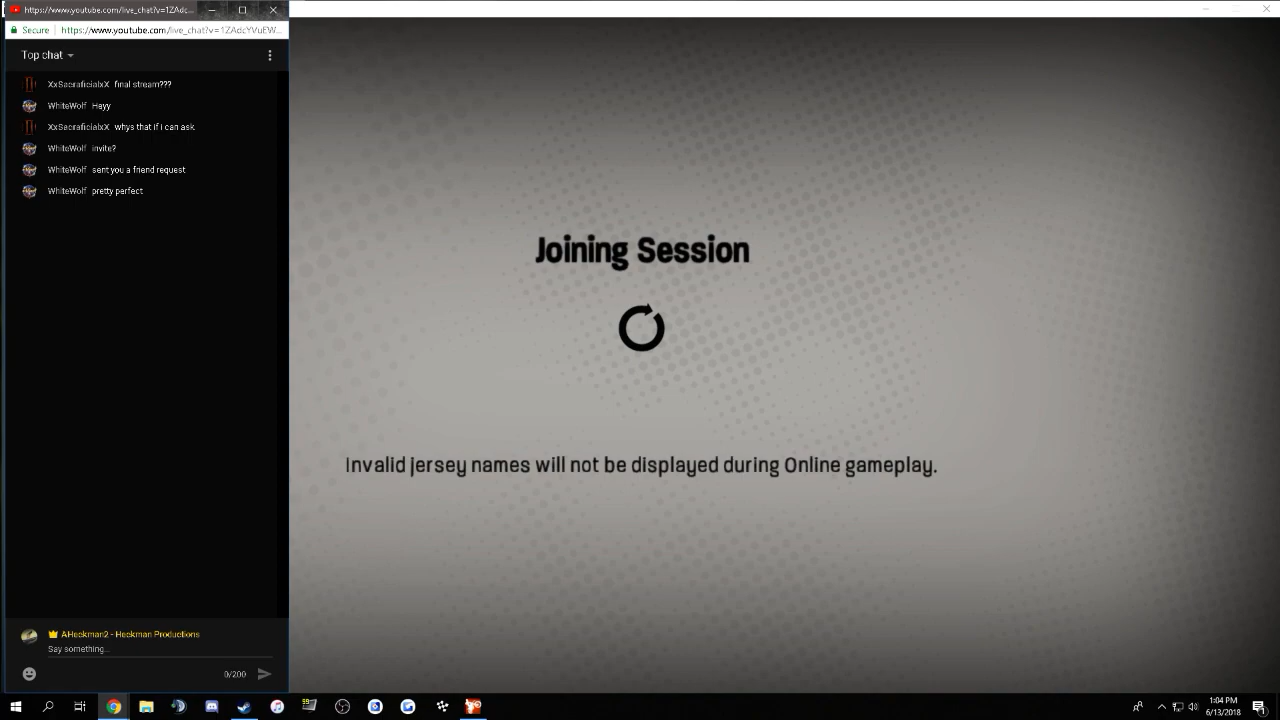 https://www.youtube.com/live_chat?v=1ZAdc...
Secure https://www.youtube.com/live_chat?v=1ZAdcYVuEW...
Top chat
XxSacraficialxX final stream???
WhiteWolf Hayy
XxSacraficialxX whys that if i can ask
WhiteWolf invite?
WhiteWolf sent you a friend request
WhiteWolf pretty perfect
Joining Session
Invalid jersey names will not be displayed during Online gameplay.
AHeckman2 - Heckman Productions
Say something...
0/200
1:04 PM
6/13/2018